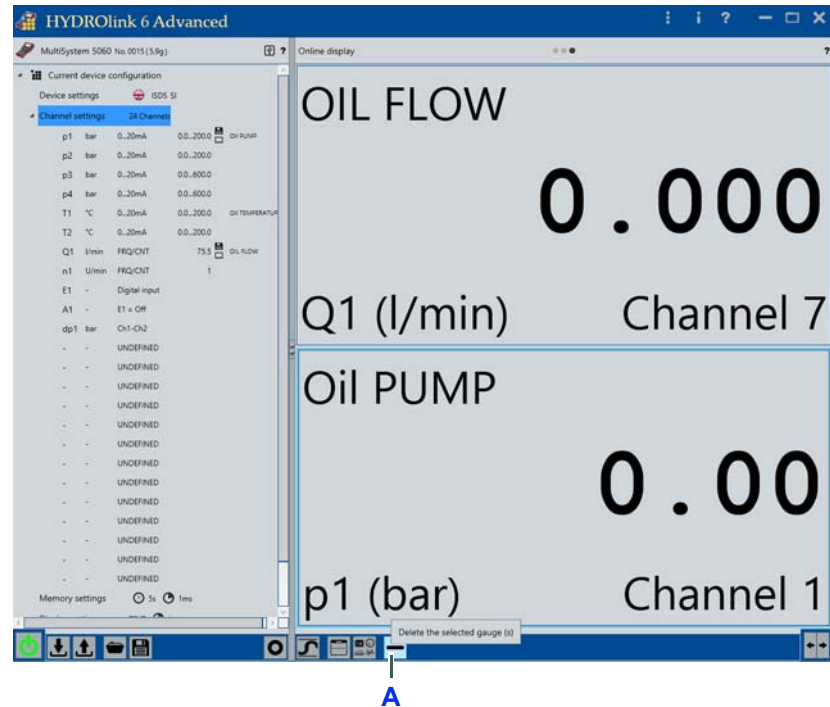 HYDROlink 6 Advanced
MultiSystem 5060 No. 0015 (5.9g) ?
Current device configuration
Device settings ISDS SI
Channel settings 24 Channels
p1 bar 0..20mA 0.0..200.0 Oil PUMP
p2 bar 0..20mA 0.0..200.0
p3 bar 0..20mA 0.0..600.0
p4 bar 0..20mA 0.0..600.0
T1 °C 0..20mA 0.0..200.0 Oil TEMPERATUR
T2 °C 0..20mA 0.0..200.0
Q1 l/min FRQ/CNT 75.5 OIL FLOW
n1 U/min FRQ/CNT 1
E1 - Digital input
A1 - E1 = Off
dp1 bar Ch1-Ch2
- - UNDEFINED
- - UNDEFINED
- - UNDEFINED
- - UNDEFINED
- - UNDEFINED
- - UNDEFINED
- - UNDEFINED
- - UNDEFINED
- - UNDEFINED
- - UNDEFINED
- - UNDEFINED
- - UNDEFINED
- - UNDEFINED
Memory settings 5s 1ms
Online display ?
OIL FLOW
0.000
Q1 (l/min) Channel 7
Oil PUMP
0.00
p1 (bar) Channel 1
Delete the selected gauge (s)
A